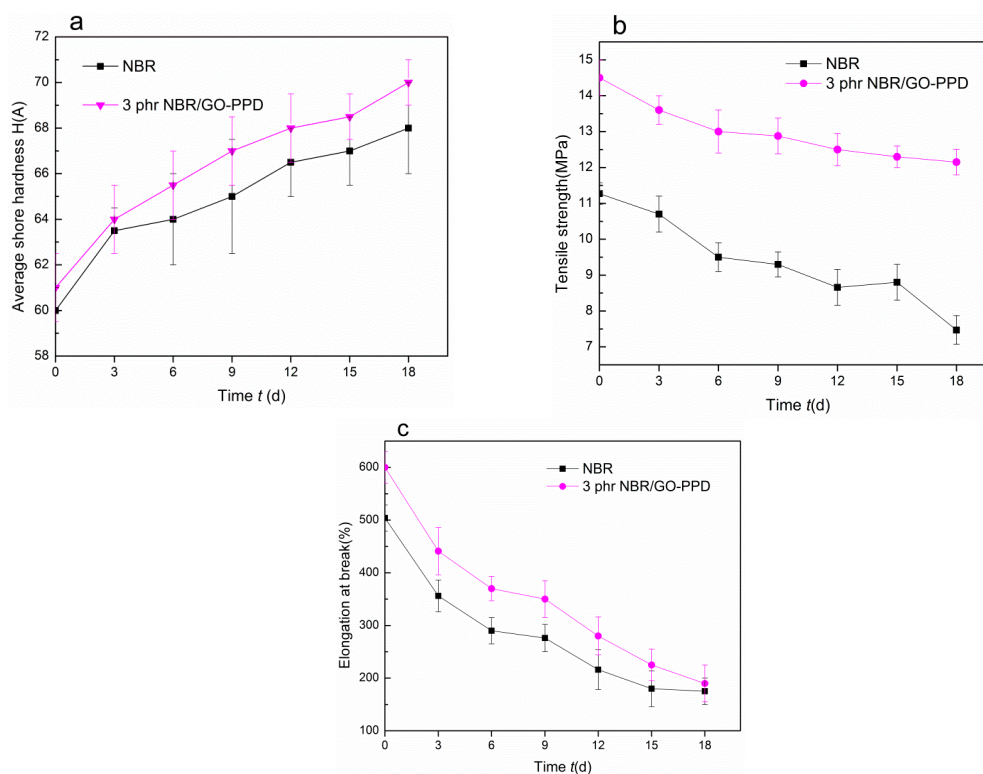 a
72
70
68
66
64
62
60
58
Average shore hardness H(A)
NBR
3 phr NBR/GO-PPD
0 3 6 9 12 15 18
Time t (d)
b
15
14
13
12
11
10
9
8
7
Tensile strength(MPa)
NBR
3 phr NBR/GO-PPD
0 3 6 9 12 15 18
Time t(d)
c
600
500
400
300
200
100
Elongation at break(%)
NBR
3 phr NBR/GO-PPD
0 3 6 9 12 15 18
Time t(d)